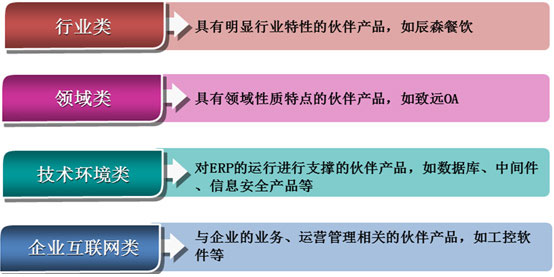 行业类
具有明显行业特性的伙伴产品，如辰森餐饮
领域类
具有领域性质特点的伙伴产品，如致远OA
技术环境类
对ERP的运行进行支撑的伙伴产品，如数据库、中间件
、信息安全产品等
企业互联网类
与企业的业务、运营管理相关的伙伴产品，如工控软
件等